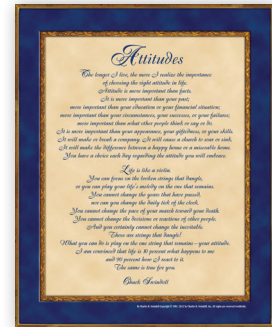 Attitudes
The longer I live, the more I realize the importance
of choosing the right attitude in life.
Attitude is more important than facts.
It is more important than your past;
more important than your education or your financial situation;
more important than your circumstances, your successes, or your failures;
more important than what other people think or say or do.
It is more important than your appearance, your giftedness, or your skills.
It will make or break a company. It will cause a church to soar or sink.
It will make the difference between a happy home or a miserable home.
You have a choice each day regarding the attitude you will embrace.
Life is like a violin.
You can focus on the broken strings that dangle,
or you can play your life's melody on the one that remains.
You cannot change the years that have passed,
nor can you change the daily tick of the clock.
You cannot change the pace of your march toward your death.
You cannot change the decisions or reactions of other people.
And you certainly cannot change the inevitable.
Those are strings that dangle!
What you can do is play on the one string that remains – your attitude.
I am convinced that life is 10 percent what happens to me
and 90 percent how I react to it.
The same is true for you.
Chuck Swindoll